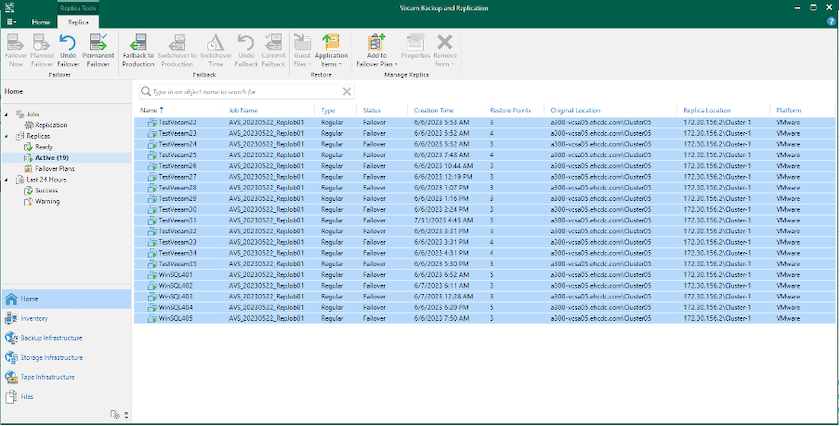 Replica Tools
Veeam Backup and Replication
Home
Replica
Failover Now
Planned Failover
Undo Failover
Permanent Failover
Failback to Production
Switchover to Production
Switchover Time
Undo Failback
Commit Failback
Guest Files
Application Items
Add to Failover Plan
Properties
Remove from
Failover
Failback
Restore
Manage Replica
Home
Type in an object name to search for
Jobs
Replication
Replicas
Ready
Active (19)
Failover Plans
Last 24 Hours
Success
Warning
Name Job Name Type Status Creation Time Restore Points Original Location Replica Location Platform
TestVeeam22 AVS_20230522_RepJob01 Regular Failover 6/6/2023 5:53 AM 3 a300-vcsa05.ehcdc.com\Cluster05 172.30.156.2\Cluster-1 VMware
TestVeeam23 AVS_20230522_RepJob01 Regular Failover 6/6/2023 5:52 AM 4 a300-vcsa05.ehcdc.com\Cluster05 172.30.156.2\Cluster-1 VMware
TestVeeam24 AVS_20230522_RepJob01 Regular Failover 6/6/2023 5:52 AM 3 a300-vcsa05.ehcdc.com\Cluster05 172.30.156.2\Cluster-1 VMware
TestVeeam25 AVS_20230522_RepJob01 Regular Failover 6/6/2023 7:48 AM 4 a300-vcsa05.ehcdc.com\Cluster05 172.30.156.2\Cluster-1 VMware
TestVeeam26 AVS_20230522_RepJob01 Regular Failover 6/6/2023 10:44 AM 3 a300-vcsa05.ehcdc.com\Cluster05 172.30.156.2\Cluster-1 VMware
TestVeeam27 AVS_20230522_RepJob01 Regular Failover 6/6/2023 12:19 PM 3 a300-vcsa05.ehcdc.com\Cluster05 172.30.156.2\Cluster-1 VMware
TestVeeam28 AVS_20230522_RepJob01 Regular Failover 6/6/2023 1:07 PM 3 a300-vcsa05.ehcdc.com\Cluster05 172.30.156.2\Cluster-1 VMware
TestVeeam29 AVS_20230522_RepJob01 Regular Failover 6/6/2023 1:16 PM 3 a300-vcsa05.ehcdc.com\Cluster05 172.30.156.2\Cluster-1 VMware
TestVeeam30 AVS_20230522_RepJob01 Regular Failover 6/6/2023 2:24 PM 3 a300-vcsa05.ehcdc.com\Cluster05 172.30.156.2\Cluster-1 VMware
TestVeeam31 AVS_20230522_RepJob01 Regular Failover 7/31/2023 4:43 AM 3 a300-vcsa05.ehcdc.com\Cluster05 172.30.156.2\Cluster-1 VMware
TestVeeam32 AVS_20230522_RepJob01 Regular Failover 6/6/2023 3:31 PM 3 a300-vcsa05.ehcdc.com\Cluster05 172.30.156.2\Cluster-1 VMware
TestVeeam33 AVS_20230522_RepJob01 Regular Failover 6/6/2023 3:31 PM 4 a300-vcsa05.ehcdc.com\Cluster05 172.30.156.2\Cluster-1 VMware
TestVeeam34 AVS_20230522_RepJob01 Regular Failover 6/6/2023 4:31 PM 4 a300-vcsa05.ehcdc.com\Cluster05 172.30.156.2\Cluster-1 VMware
TestVeeam35 AVS_20230522_RepJob01 Regular Failover 6/6/2023 5:30 PM 3 a300-vcsa05.ehcdc.com\Cluster05 172.30.156.2\Cluster-1 VMware
WinSQL401 AVS_20230522_RepJob01 Regular Failover 6/6/2023 6:52 AM 5 a300-vcsa05.ehcdc.com\Cluster05 172.30.156.2\Cluster-1 VMware
WinSQL402 AVS_20230522_RepJob01 Regular Failover 6/7/2023 6:11 AM 3 a300-vcsa05.ehcdc.com\Cluster05 172.30.156.2\Cluster-1 VMware
WinSQL403 AVS_20230522_RepJob01 Regular Failover 6/7/2023 12:28 AM 3 a300-vcsa05.ehcdc.com\Cluster05 172.30.156.2\Cluster-1 VMware
WinSQL404 AVS_20230522_RepJob01 Regular Failover 6/6/2023 6:29 PM 5 a300-vcsa05.ehcdc.com\Cluster05 172.30.156.2\Cluster-1 VMware
WinSQL405 AVS_20230522_RepJob01 Regular Failover 6/6/2023 7:50 AM 3 a300-vcsa05.ehcdc.com\Cluster05 172.30.156.2\Cluster-1 VMware
Home
Inventory
Backup Infrastructure
Storage Infrastructure
Tape Infrastructure
Files